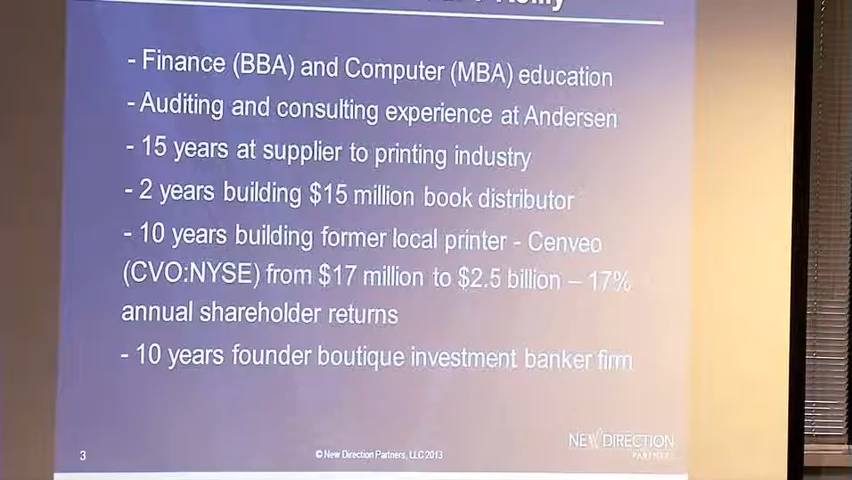 - Finance (BBA) and Computer (MBA) education
- Auditing and consulting experience at Andersen
- 15 years at supplier to printing industry
- 2 years building $15 million book distributor
- 10 years building former local printer - Cenveo
(CVO:NYSE) from $17 million to $2.5 billion – 17%
annual shareholder returns
- 10 years founder boutique investment banker firm
NEW DIRECTION
PARTNERS
3
© New Direction Partners, LLC 2013